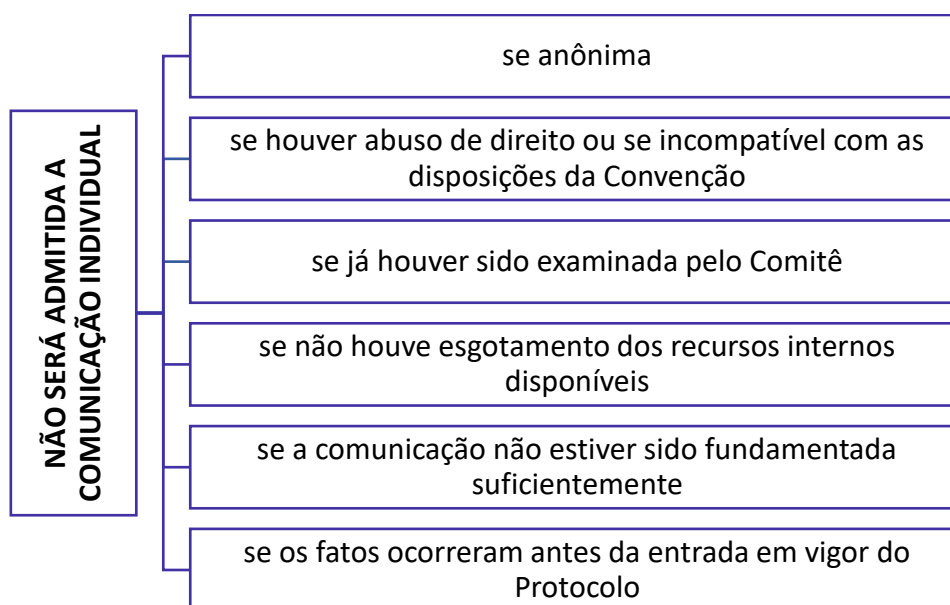 NÃO SERÁ ADMITIDA A
COMUNICAÇÃO INDIVIDUAL
se anônima
se houver abuso de direito ou se incompatível com as
disposições da Convenção
se já houver sido examinada pelo Comitê
se não houve esgotamento dos recursos internos
disponíveis
se a comunicação não estiver sido fundamentada
suficientemente
se os fatos ocorreram antes da entrada em vigor do
Protocolo